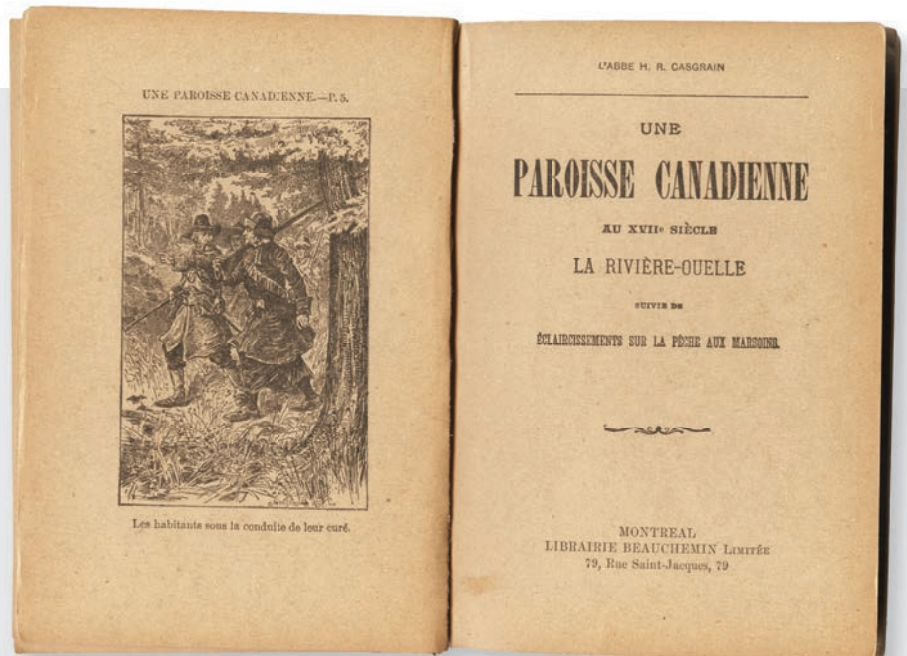 UNE PAROISSE CANADIENNE.—P. 5.
Les habitants sous la conduite de leur curé.
L'ABBE H. R. CASGRAIN
UNE
PAROISSE CANADIENNE
AU XVIIe SIÈCLE
LA RIVIÈRE-OUELLE
SUIVIE DE
ÉCLAIRCISSEMENTS SUR LA PÊCHE AUX MARSOINS.
MONTREAL
LIBRAIRIE BEAUCHEMIN LIMITÉE
79, Rue Saint-Jacques, 79